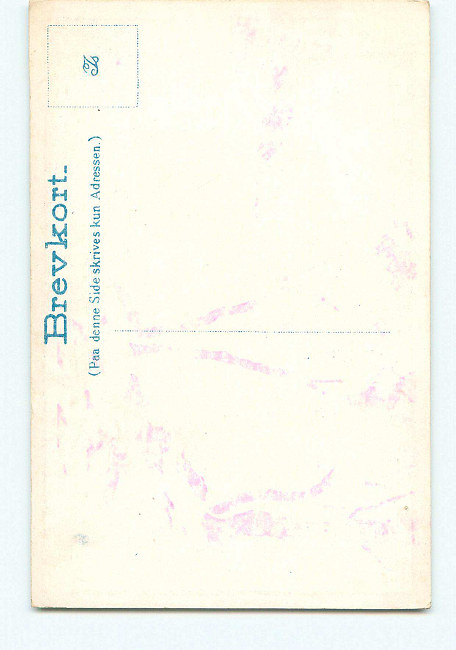 Brevkort.
(Paa denne Side skrives kun Adressen.)